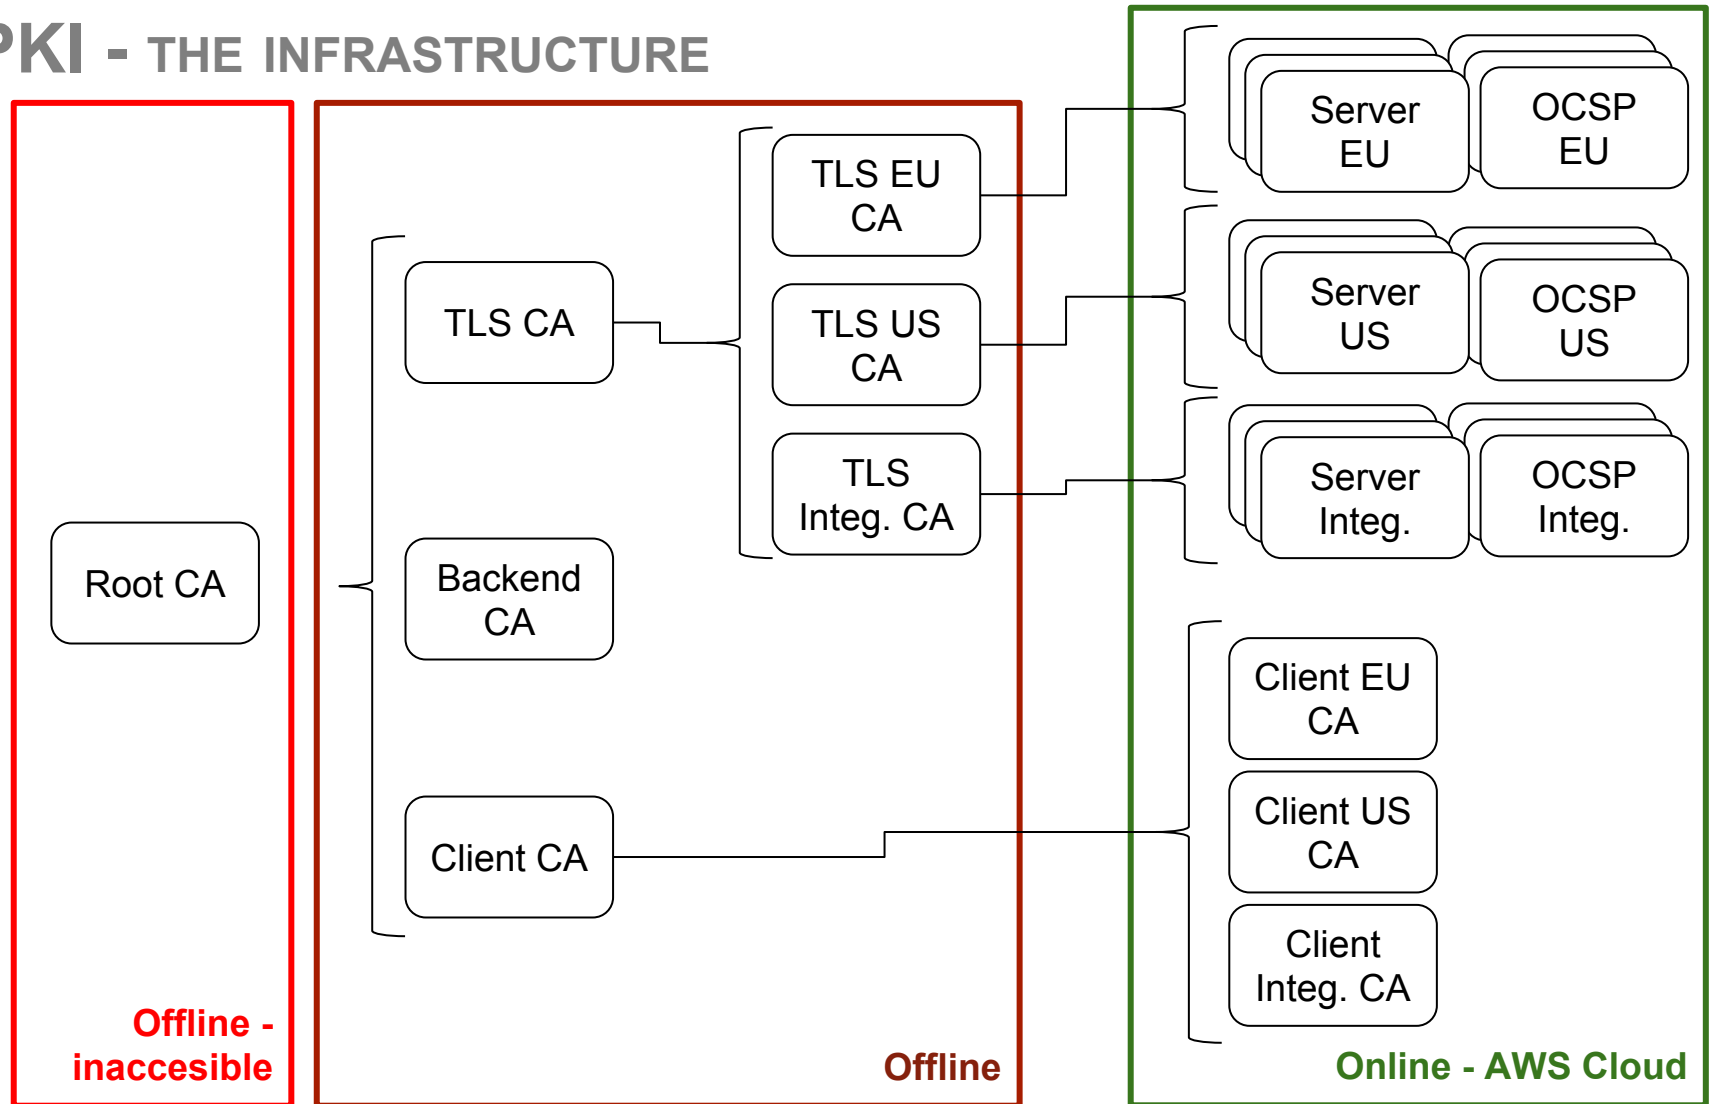 PKI - THE INFRASTRUCTURE
Root CA
Offline -
inaccesible
TLS CA
Backend
CA
Client CA
TLS EU
CA
TLS US
CA
TLS
Integ. CA
Offline
Server
EU
OCSP
EU
Server
US
OCSP
US
Server
Integ.
OCSP
Integ.
Client EU
CA
Client US
CA
Client
Integ. CA
Online - AWS Cloud